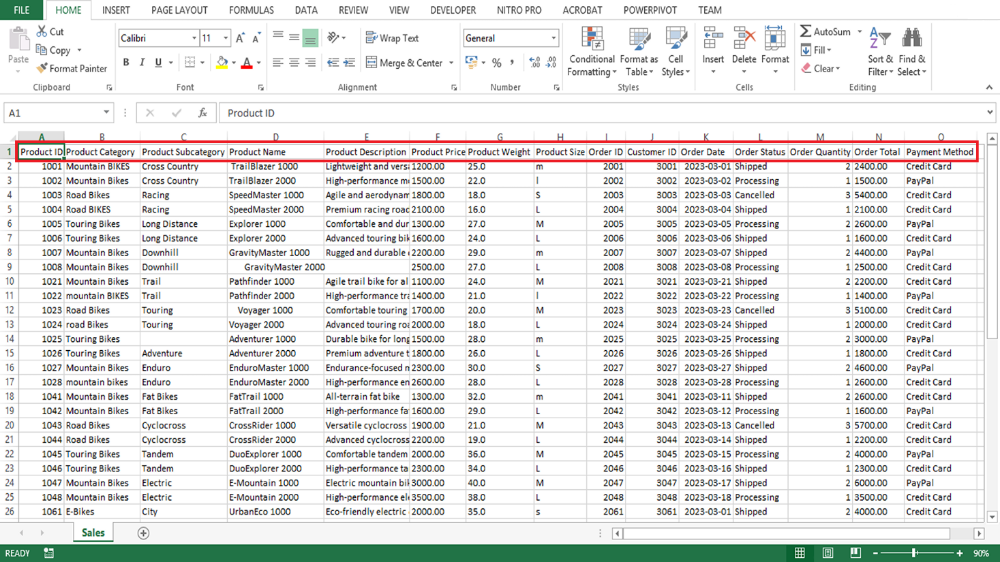 FILE HOME INSERT PAGE LAYOUT FORMULAS DATA REVIEW VIEW DEVELOPER NITRO PRO ACROBAT POWERPIVOT TEAM
Paste
Cut
Copy
Format Painter
Clipboard
Calibri 11
B I U
Font
Wrap Text
Merge & Center
Alignment
General
%
Number
Conditional Formatting
Format as Table
Cell Styles
Styles
Insert Delete Format
Cells
AutoSum
Fill
Clear
Sort & Filter
Find & Select
Editing
A1 fx Product ID
A B C D E F G H I J K L M N O
1 Product ID Product Category Product Subcategory Product Name Product Description Product Price Product Weight Product Size Order ID Customer ID Order Date Order Status Order Quantity Order Total Payment Method
2 1001 Mountain BIKES Cross Country TrailBlazer 1000 Lightweight and versa 1200.00 25.0 m 2001 3001 2023-03-01 Shipped 2 2400.00 Credit Card
3 1002 Mountain Bikes Cross Country TrailBlazer 2000 High-performance mo 1500.00 22.0 l 2002 3002 2023-03-02 Processing 1 1500.00 PayPal
4 1003 Road Bikes Racing SpeedMaster 1000 Agile and aerodynam 1800.00 18.0 S 2003 3003 2023-03-03 Cancelled 3 5400.00 Credit Card
5 1004 Road BIKES Racing SpeedMaster 2000 Premium racing road 2100.00 16.0 L 2004 3004 2023-03-04 Shipped 1 2100.00 Credit Card
6 1005 Touring Bikes Long Distance Explorer 1000 Comfortable and dur 1300.00 27.0 M 2005 3005 2023-03-05 Processing 2 2600.00 PayPal
7 1006 Touring Bikes Long Distance Explorer 2000 Advanced touring bik 1600.00 24.0 L 2006 3006 2023-03-06 Shipped 1 1600.00 Credit Card
8 1007 Mountain Bikes Downhill GravityMaster 1000 Rugged and durable 2200.00 29.0 m 2007 3007 2023-03-07 Shipped 2 4400.00 PayPal
9 1008 Mountain Bikes Downhill GravityMaster 2000 2500.00 27.0 L 2008 3008 2023-03-08 Processing 1 2500.00 Credit Card
10 1021 Mountain Bikes Trail Pathfinder 1000 Agile trail bike for al 1100.00 24.0 M 2021 3021 2023-03-21 Shipped 2 2200.00 Credit Card
11 1022 mountain BIKES Trail Pathfinder 2000 High-performance tra 1400.00 21.0 l 2022 3022 2023-03-22 Processing 1 1400.00 PayPal
12 1023 Road Bikes Touring Voyager 1000 Comfortable touring 1700.00 20.0 M 2023 3023 2023-03-23 Cancelled 3 5100.00 Credit Card
13 1024 road Bikes Touring Voyager 2000 Advanced touring roa 2000.00 18.0 L 2024 3024 2023-03-24 Shipped 1 2000.00 Credit Card
14 1025 Touring Bikes Adventurer 1000 Durable bike for long 1500.00 28.0 m 2025 3025 2023-03-25 Processing 2 3000.00 PayPal
15 1026 Touring Bikes Adventure Adventurer 2000 Premium adventure t 1800.00 26.0 L 2026 3026 2023-03-26 Shipped 1 1800.00 Credit Card
16 1027 Mountain Bikes Enduro EnduroMaster 1000 Endurance-focused m 2300.00 30.0 S 2027 3027 2023-03-27 Shipped 2 4600.00 PayPal
17 1028 mountain bikes Enduro EnduroMaster 2000 High-performance en 2600.00 28.0 L 2028 3028 2023-03-28 Processing 1 2600.00 Credit Card
18 1041 Mountain Bikes Fat Bikes FatTrail 1000 All-terrain fat bike 1300.00 32.0 m 2041 3041 2023-03-11 Shipped 2 2600.00 Credit Card
19 1042 Mountain Bikes Fat Bikes FatTrail 2000 High-performance fa 1600.00 29.0 L 2042 3042 2023-03-12 Processing 1 1600.00 PayPal
20 1043 Road Bikes Cyclocross CrossRider 1000 Versatile cyclocross 1900.00 21.0 M 2043 3043 2023-03-13 Cancelled 3 5700.00 Credit Card
21 1044 Road Bikes Cyclocross CrossRider 2000 Advanced cyclocross 2200.00 19.0 L 2044 3044 2023-03-14 Shipped 1 2200.00 Credit Card
22 1045 Touring Bikes Tandem DuoExplorer 1000 Comfortable tandem 2000.00 36.0 M 2045 3045 2023-03-15 Processing 2 4000.00 PayPal
23 1046 Touring Bikes Tandem DuoExplorer 2000 High-performance ta 2300.00 34.0 L 2046 3046 2023-03-16 Shipped 1 2300.00 Credit Card
24 1047 Mountain Bikes Electric E-Mountain 1000 Electric mountain bik 3000.00 40.0 M 2047 3047 2023-03-17 Shipped 2 6000.00 PayPal
25 1048 Mountain Bikes Electric E-Mountain 2000 High-performance ele 3500.00 38.0 L 2048 3048 2023-03-18 Processing 1 3500.00 Credit Card
26 1061 E-Bikes City UrbanEco 1000 Eco-friendly electric 2000.00 35.0 s 2061 3061 2023-03-01 Shipped 2 4000.00 Credit Card
Sales
READY 90%